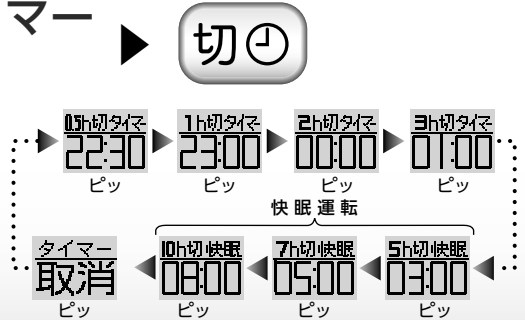 マー
切
0.5h切タイマー 1h切タイマー 2h切タイマー 3h切タイマー
22:30 23:00 00:00 01:00
ピッ ピッ ピッ ピッ
快眠運転
タイマー 10h切快眠 7h切快眠 5h切快眠
取消 08:00 05:00 03:00
ピッ ピッ ピッ ピッ